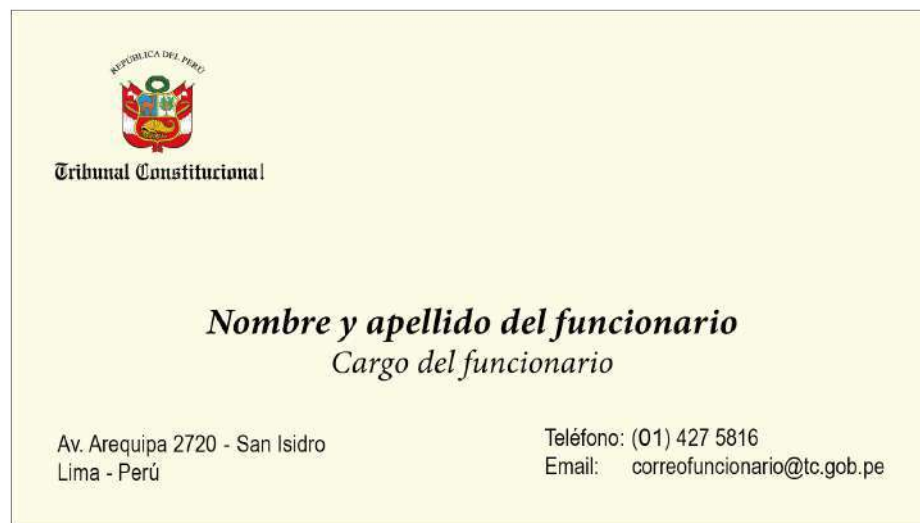 REPÚBLICA DEL PERÚ
Tribunal Constitucional
Nombre y apellido del funcionario
Cargo del funcionario
Av. Arequipa 2720 - San Isidro
Lima - Perú
Teléfono: (01) 427 5816
Email: correofuncionario@tc.gob.pe